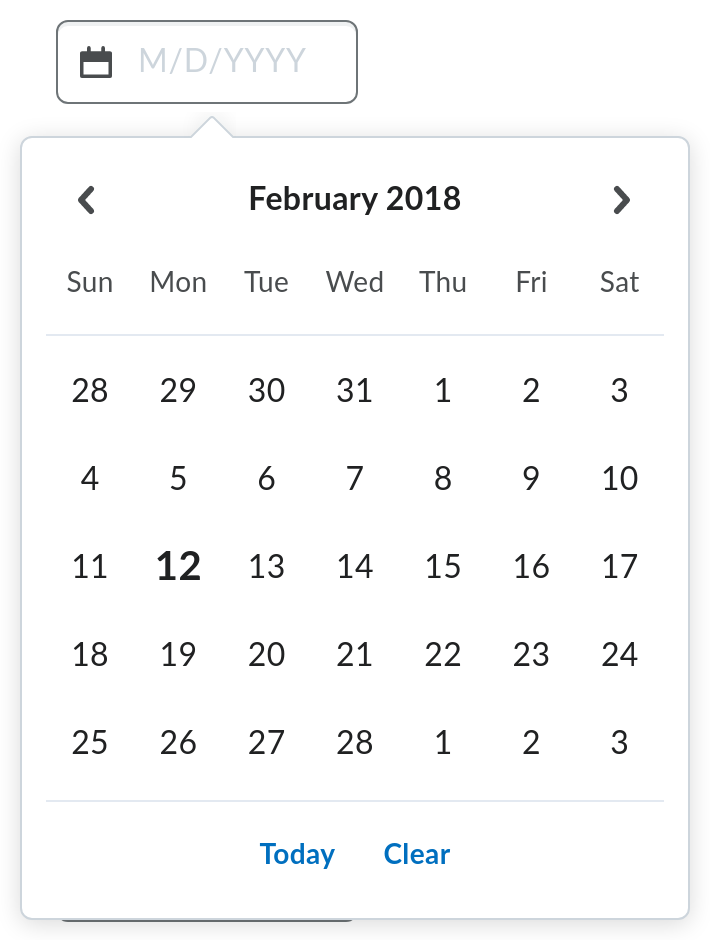 M/D/YYYY
February 2018
Sun Mon Tue Wed Thu Fri Sat
28 29 30 31 1 2 3
4 5 6 7 8 9 10
11 12 13 14 15 16 17
18 19 20 21 22 23 24
25 26 27 28 1 2 3
Today Clear